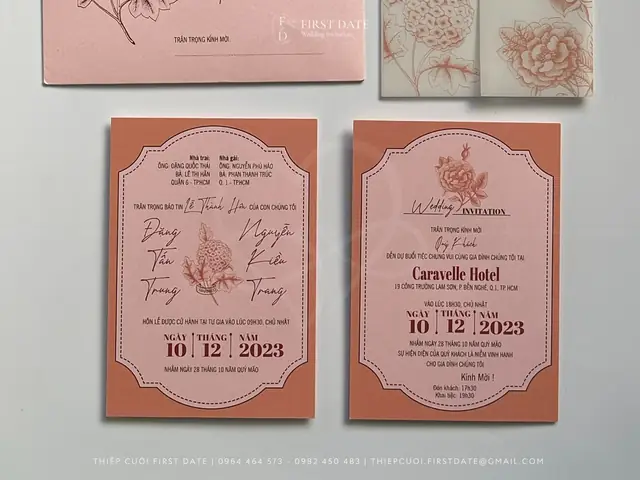 FIRST DATE
Wedding Invitation
TRÂN TRỌNG KÍNH MỜI:
Nhà trai:
ÔNG: ĐẶNG QUỐC THÁI
BÀ: LÊ THỊ HÂN
QUẬN 6 - TP.HCM
Nhà gái:
ÔNG: NGUYỄN PHÚ HÀO
BÀ: PHAN THANH TRÚC
Q. 1 - TP.HCM
TRÂN TRỌNG BÁO TIN Lễ Thành Hôn CỦA CON CHÚNG TÔI
Đăng
Tấn
Trung
Nguyễn
Kiều
Trang
HÔN LỄ ĐƯỢC CỬ HÀNH TẠI TƯ GIA VÀO LÚC 09H30, CHỦ NHẬT
NGÀY THÁNG NĂM
10 12 2023
NHẰM NGÀY 28 THÁNG 10 NĂM QUÝ MÃO
Wedding INVITATION
TRÂN TRỌNG KÍNH MỜI
Quý Khách
ĐẾN DỰ BUỔI TIỆC CHUNG VUI CÙNG GIA ĐÌNH CHÚNG TÔI TẠI
Caravelle Hotel
19 CÔNG TRƯỜNG LAM SƠN, P. BẾN NGHÉ, Q.1, TP. HCM
VÀO LÚC 18H30, CHỦ NHẬT
NGÀY THÁNG NĂM
10 12 2023
NHẰM NGÀY 28 THÁNG 10 NĂM QUÝ MÃO
SỰ HIỆN DIỆN CỦA QUÝ KHÁCH LÀ NIỀM VINH HẠNH
CHO GIA ĐÌNH CHÚNG TÔI
Kính Mời !
Đón khách: 17h30
Khai tiệc: 19h30
THIỆP CƯỚI FIRST DATE | 0964 464 573 - 0982 450 483 | THIEPCUOI.FIRSTDATE@GMAIL.COM